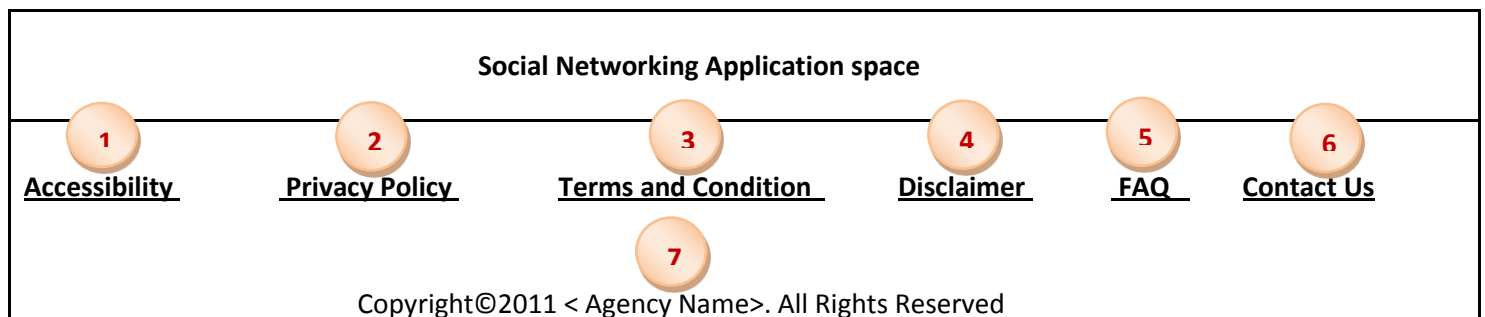 Social Networking Application space
1 2 3 4 5 6
Accessibility Privacy Policy Terms and Condition Disclaimer FAQ Contact Us
7
Copyright©2011 < Agency Name>. All Rights Reserved